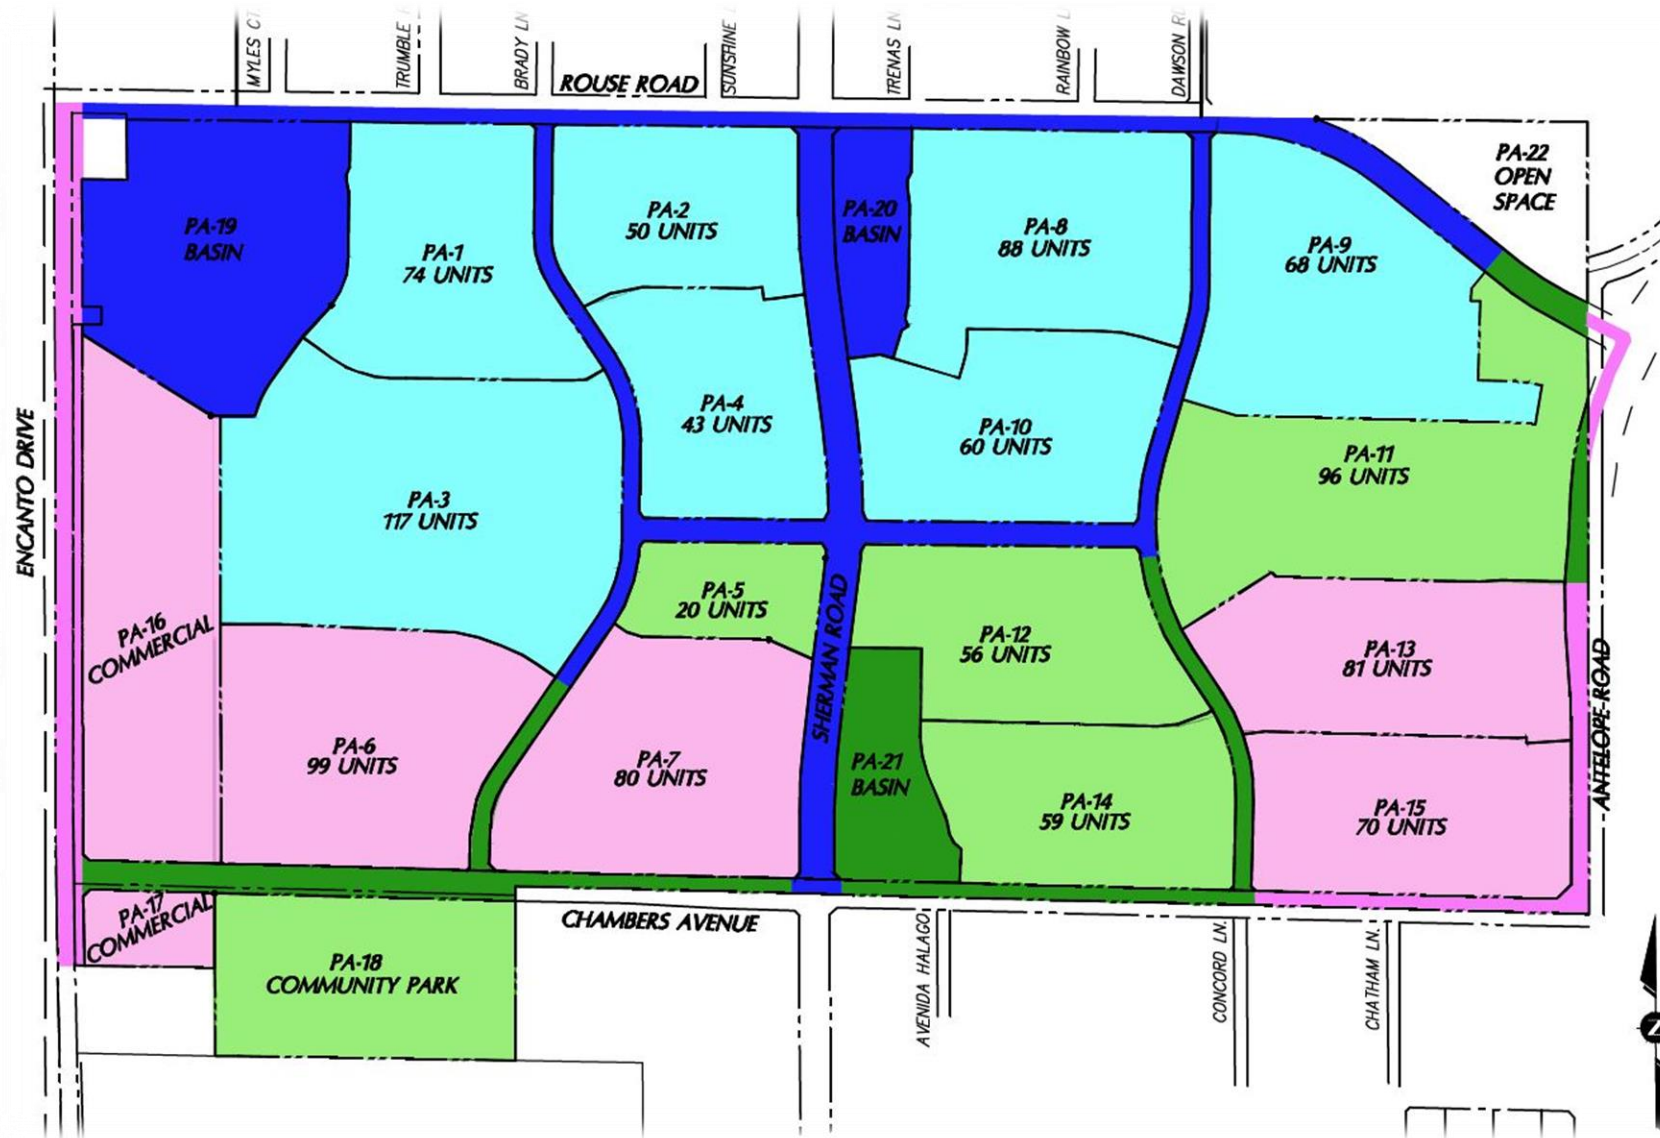 MYLES CT.
TRUMBLE
BRADY LN
SUNSHINE
TRENAS LN
RAINBOW
DAWSON RD
ROUSE ROAD
PA-22
OPEN
SPACE
PA-19
BASIN
PA-1
74 UNITS
PA-2
50 UNITS
PA-20
BASIN
PA-8
88 UNITS
PA-9
68 UNITS
PA-4
43 UNITS
PA-10
60 UNITS
PA-11
96 UNITS
PA-3
117 UNITS
ENCANTO DRIVE
PA-5
20 UNITS
SHERMAN ROAD
PA-12
56 UNITS
PA-13
81 UNITS
ANTELOPE ROAD
PA-16
COMMERCIAL
PA-6
99 UNITS
PA-7
80 UNITS
PA-21
BASIN
PA-14
59 UNITS
PA-15
70 UNITS
PA-17
COMMERCIAL
CHAMBERS AVENUE
PA-18
COMMUNITY PARK
AVENIDA HALAGO
CONCORD LN.
CHATHAM LN.
Z